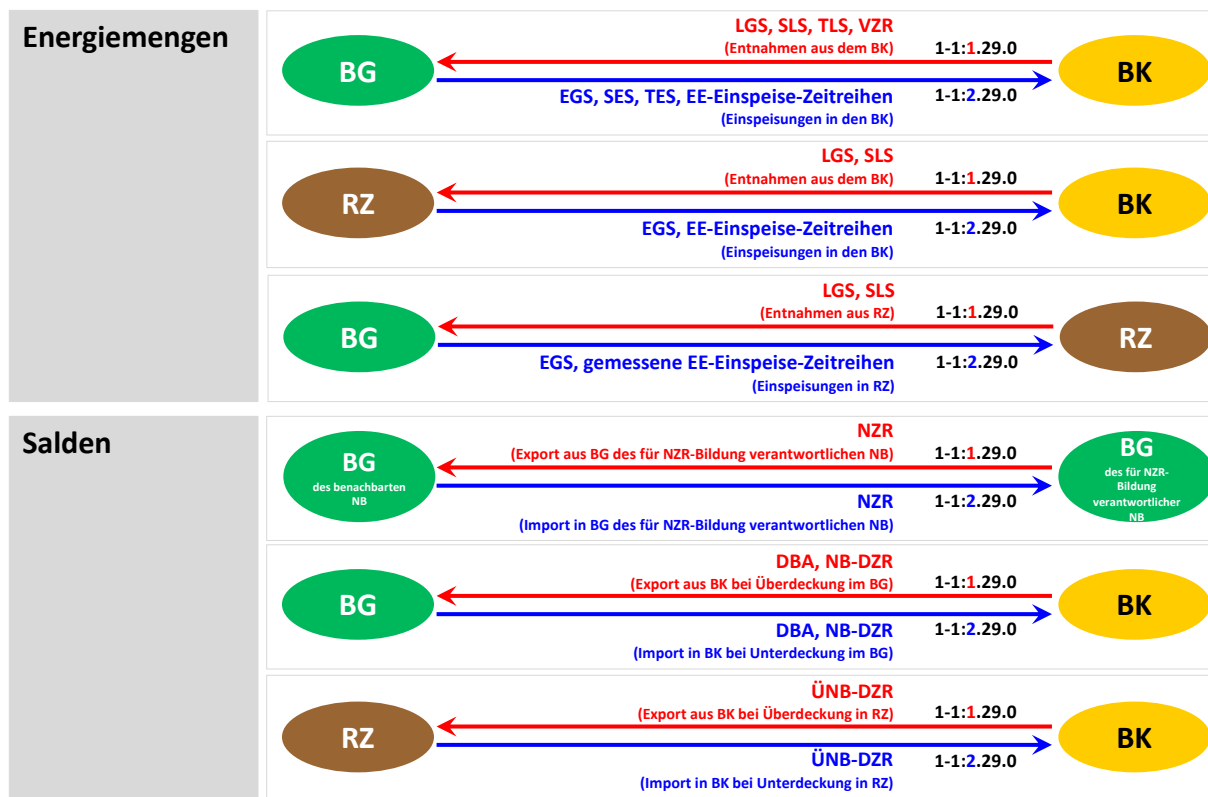 Energiemengen
LGS, SLS, TLS, VZR
(Entnahmen aus dem BK)
1-1:1.29.0
BG
BK
EGS, SES, TES, EE-Einspeise-Zeitreihen
1-1:2.29.0
(Einspeisungen in den BK)
LGS, SLS
(Entnahmen aus dem BK)
1-1:1.29.0
RZ
BK
EGS, EE-Einspeise-Zeitreihen
1-1:2.29.0
(Einspeisungen in den BK)
LGS, SLS
(Entnahmen aus RZ)
1-1:1.29.0
BG
RZ
EGS, gemessene EE-Einspeise-Zeitreihen
1-1:2.29.0
(Einspeisungen in RZ)
Salden
NZR
(Export aus BG des für NZR-Bildung verantwortlichen NB)
1-1:1.29.0
BG
des benachbarten
NB
BG
des für NZR-
Bildung
verantwortlicher
NB
NZR
1-1:2.29.0
(Import in BG des für NZR-Bildung verantwortlichen NB)
DBA, NB-DZR
(Export aus BK bei Überdeckung im BG)
1-1:1.29.0
BG
BK
DBA, NB-DZR
1-1:2.29.0
(Import in BK bei Unterdeckung im BG)
ÜNB-DZR
(Export aus BK bei Überdeckung in RZ)
1-1:1.29.0
RZ
BK
ÜNB-DZR
1-1:2.29.0
(Import in BK bei Unterdeckung in RZ)